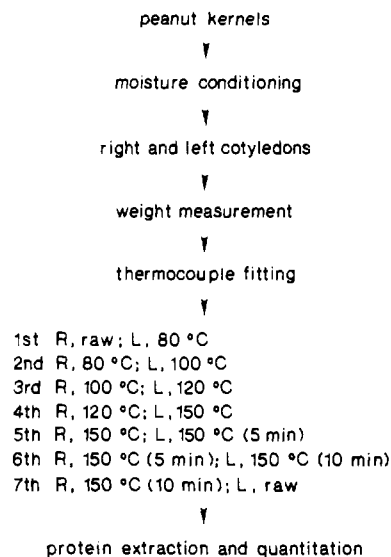 peanut kernels
moisture conditioning
right and left cotyledons
weight measurement
thermocouple fitting
1st R, raw; L, 80 °C
2nd R, 80 °C; L, 100 °C
3rd R, 100 °C; L, 120 °C
4th R, 120 °C; L, 150 °C
5th R, 150 °C; L, 150 °C (5 min)
6th R, 150 °C (5 min); L, 150 °C (10 min)
7th R, 150 °C (10 min); L, raw
protein extraction and quantitation